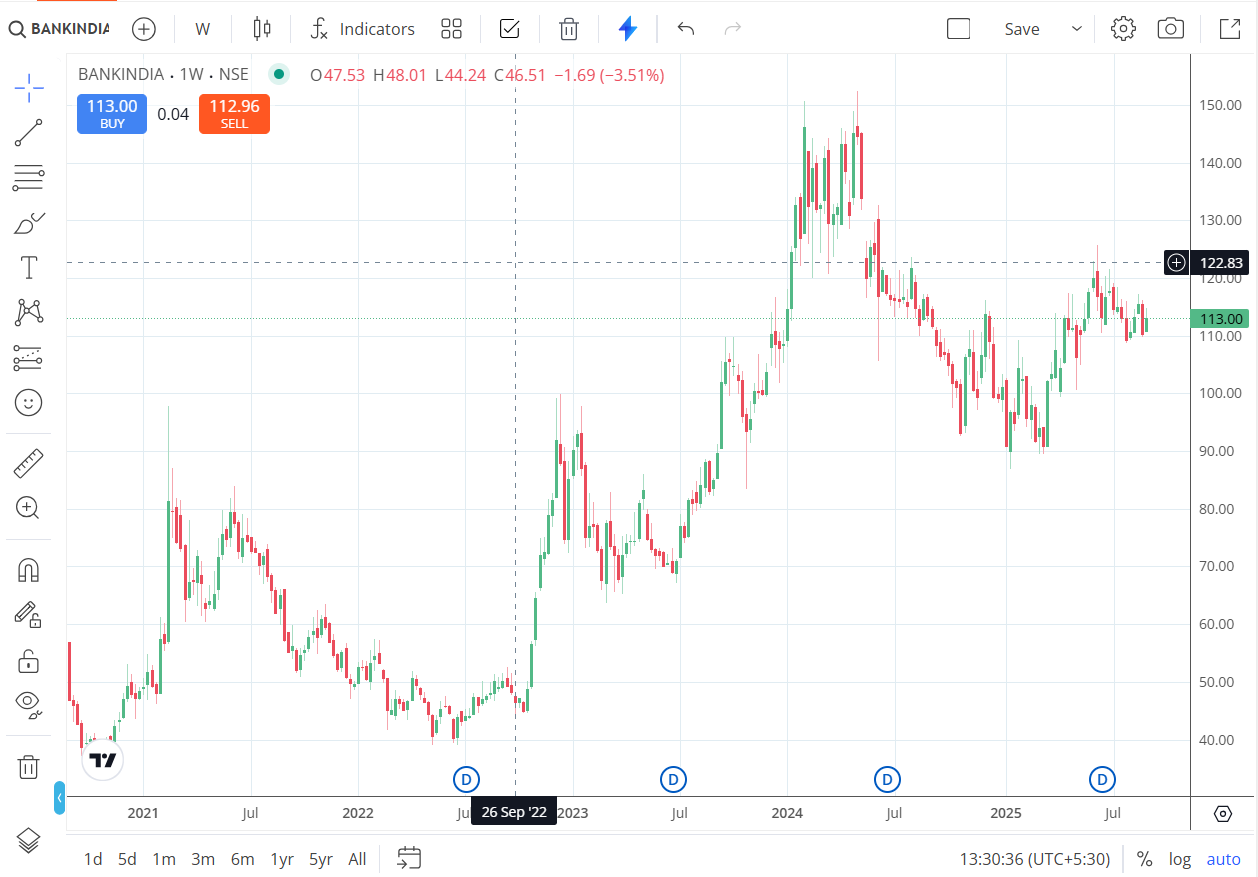 BANKINDIA W Indicators Save
BANKINDIA · 1W · NSE O47.53 H48.01 L44.24 C46.51 −1.69 (−3.51%)
113.00 0.04 112.96
BUY SELL
150.00
140.00
130.00
122.83
120.00
113.00
110.00
100.00
90.00
80.00
70.00
60.00
50.00
40.00
T
D D D D
2021 Jul 2022 26 Sep '22 2023 Jul 2024 Jul 2025 Jul
1d 5d 1m 3m 6m 1yr 5yr All 13:30:36 (UTC+5:30) % log auto